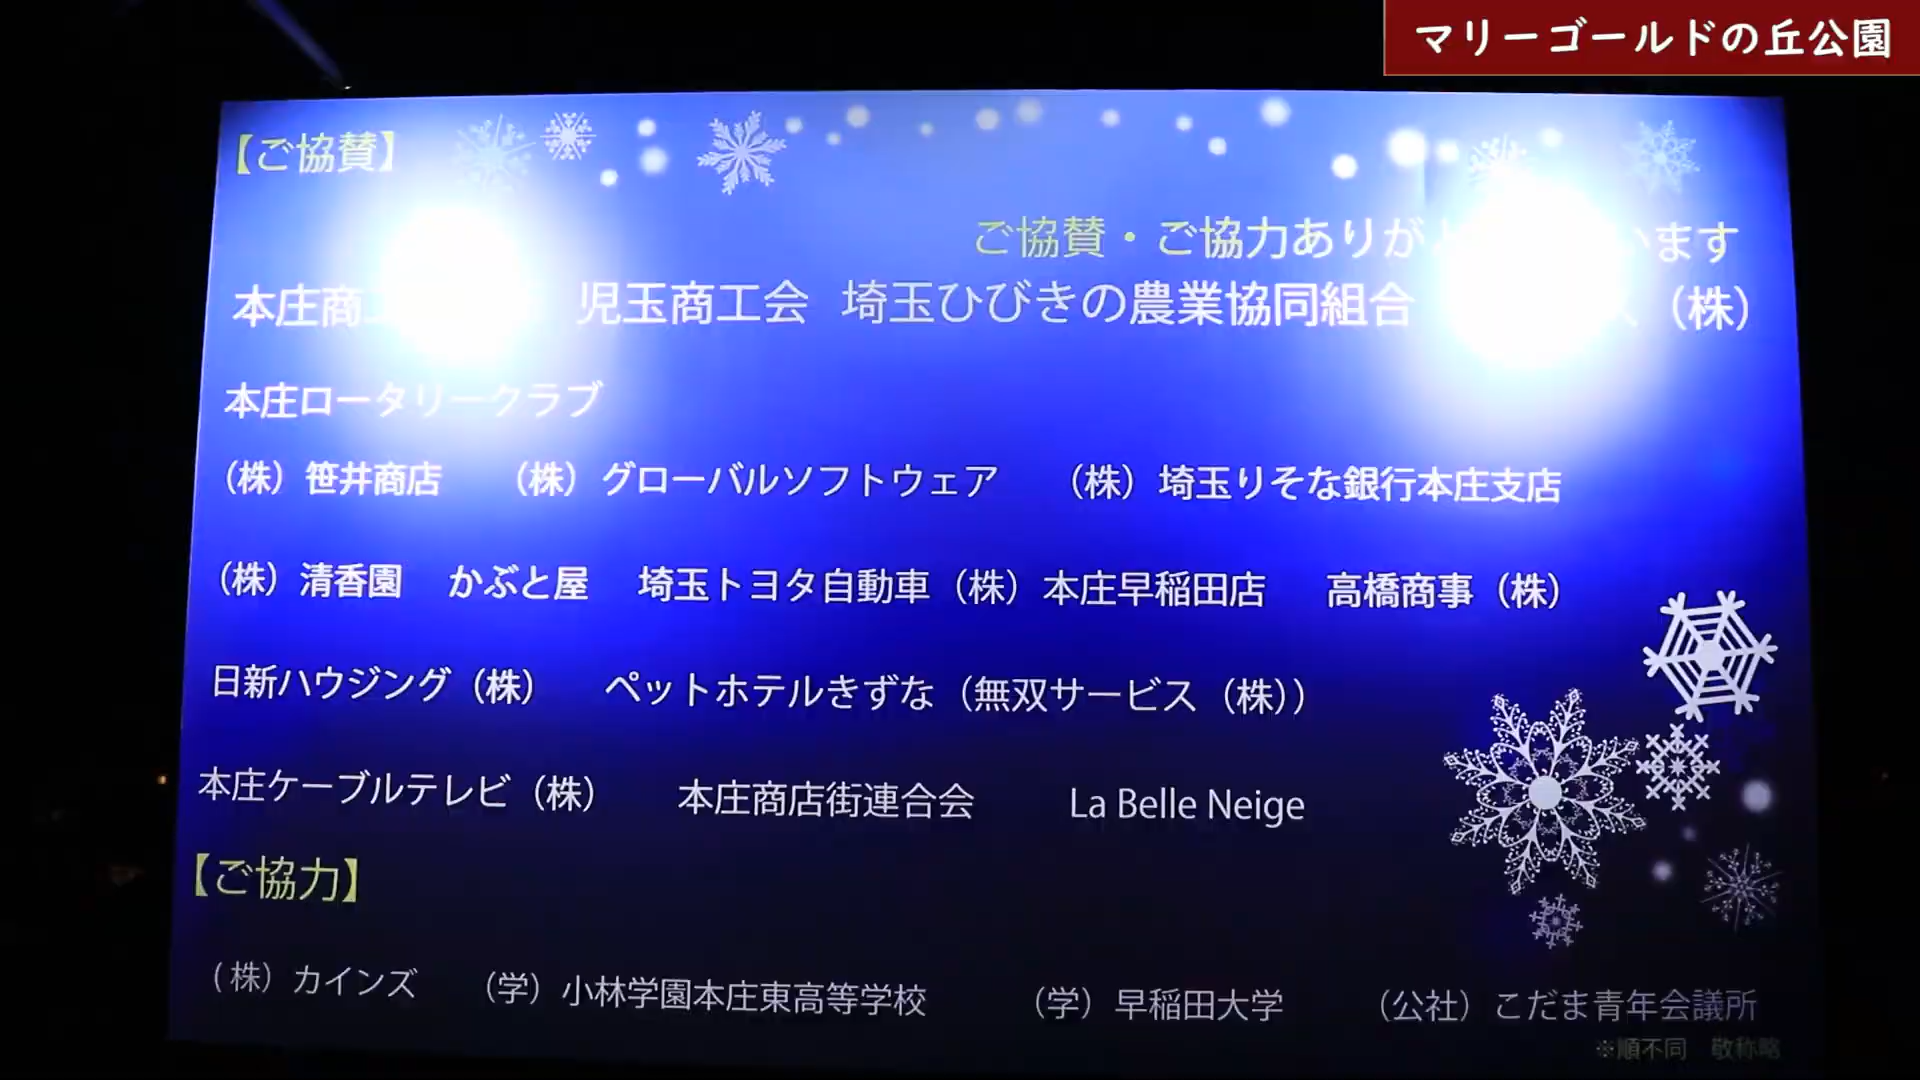 マリーゴールドの丘公園
【ご協賛】
ご協賛・ご協力ありが います
本庄商 児玉商工会 埼玉ひびきの農業協同組合 （株）
本庄ロータリークラブ
（株）笹井商店 （株）グローバルソフトウェア （株）埼玉りそな銀行本庄支店
（株）清香園 かぶと屋 埼玉トヨタ自動車（株）本庄早稲田店 高橋商事（株）
日新ハウジング（株） ペットホテルきずな（無双サービス（株））
本庄ケーブルテレビ（株） 本庄商店街連合会 La Belle Neige
【ご協力】
（株）カインズ （学）小林学園本庄東高等学校 （学）早稲田大学 （公社）こだま青年会議所
※順不同 敬称略